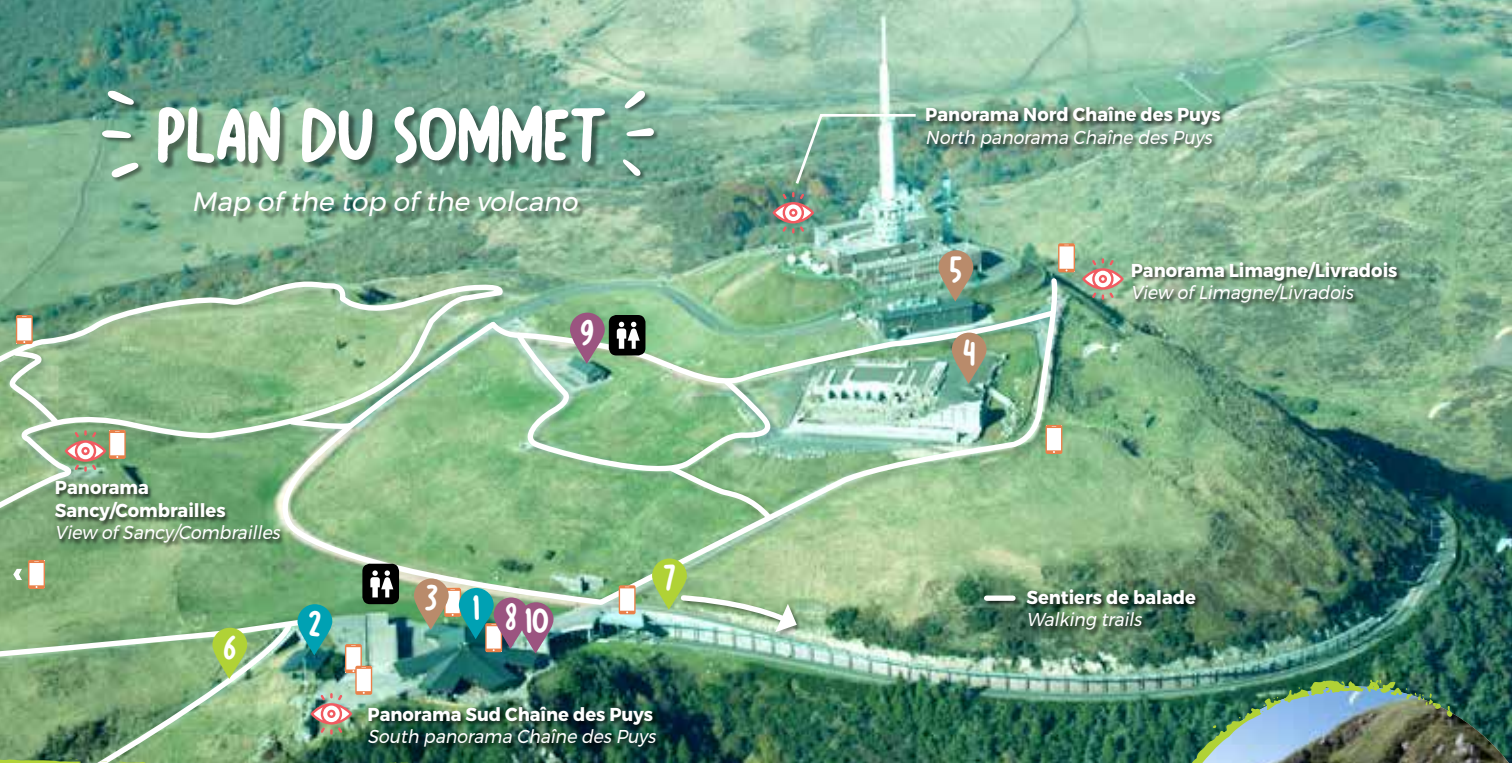 PLAN DU SOMMET
Map of the top of the volcano
Panorama Nord Chaîne des Puys
North panorama Chaîne des Puys
5
Panorama Limagne/Livradois
View of Limagne/Livradois
9
4
Panorama
Sancy/Combrailles
View of Sancy/Combrailles
7
3
1
8
10
2
6
Sentiers de balade
Walking trails
Panorama Sud Chaîne des Puys
South panorama Chaîne des Puys